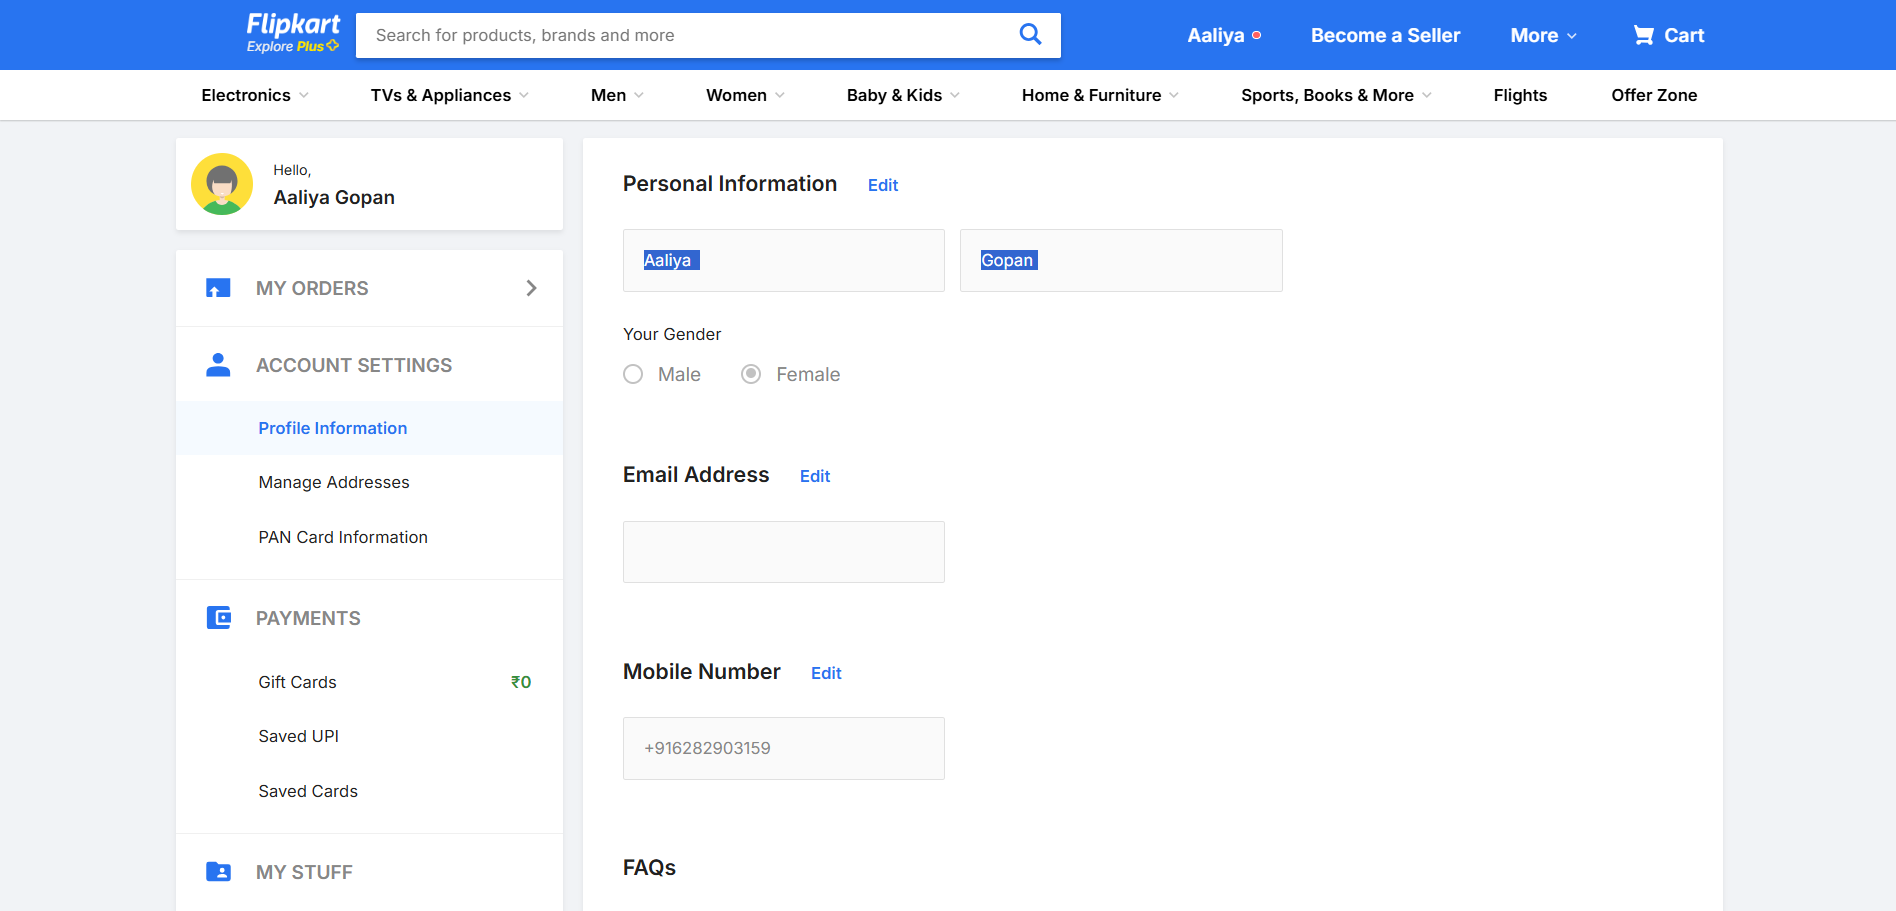 Flipkart
Explore Plus
Search for products, brands and more
Aaliya
Become a Seller
More
Cart
Electronics
TVs & Appliances
Men
Women
Baby & Kids
Home & Furniture
Sports, Books & More
Flights
Offer Zone
Hello,
Aaliya Gopan
MY ORDERS
ACCOUNT SETTINGS
Profile Information
Manage Addresses
PAN Card Information
PAYMENTS
Gift Cards ₹0
Saved UPI
Saved Cards
MY STUFF
Personal Information Edit
Aaliya Gopan
Your Gender
Male Female
Email Address Edit
Mobile Number Edit
+916282903159
FAQs